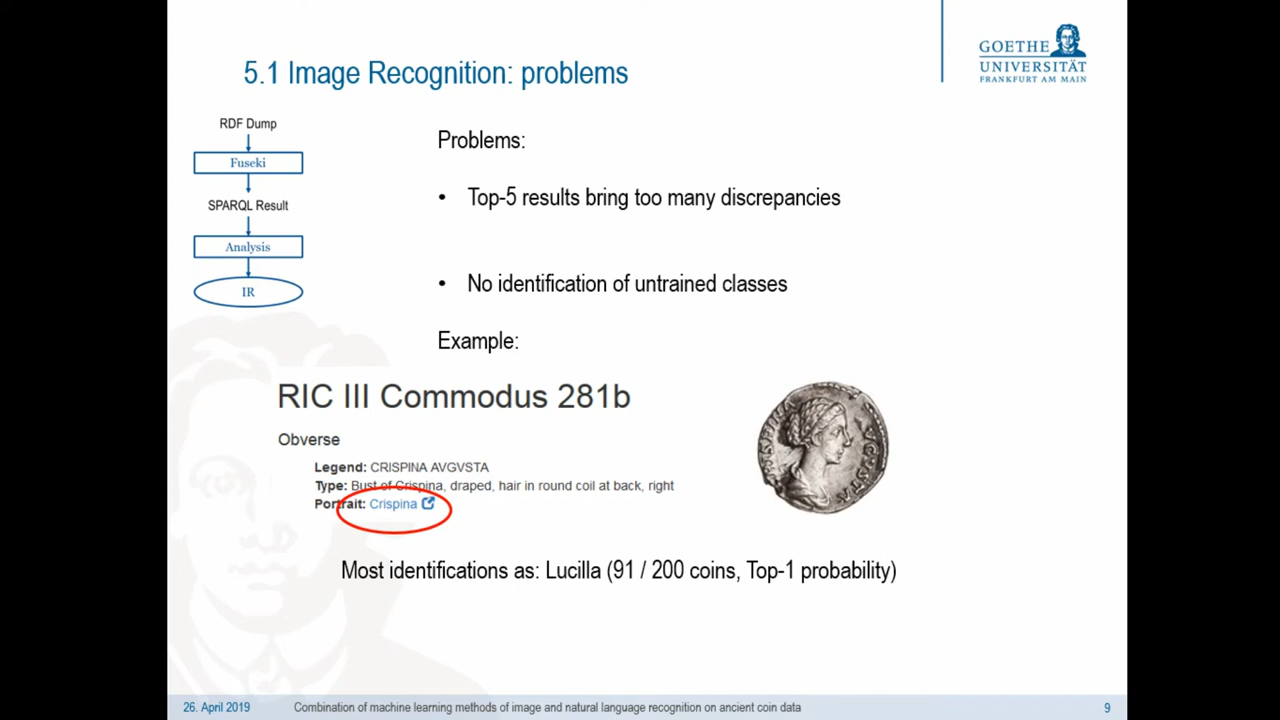 GOETHE
UNIVERSITÄT
FRANKFURT AM MAIN
5.1 Image Recognition: problems
RDF Dump
Fuseki
SPARQL Result
Analysis
IR
Problems:
• Top-5 results bring too many discrepancies
• No identification of untrained classes
Example:
RIC III Commodus 281b
Obverse
Legend: CRISPINA AVGVSTA
Type: Bust of Crispina, draped, hair in round coil at back, right
Portrait: Crispina
Most identifications as: Lucilla (91 / 200 coins, Top-1 probability)
26. April 2019
Combination of machine learning methods of image and natural language recognition on ancient coin data
9